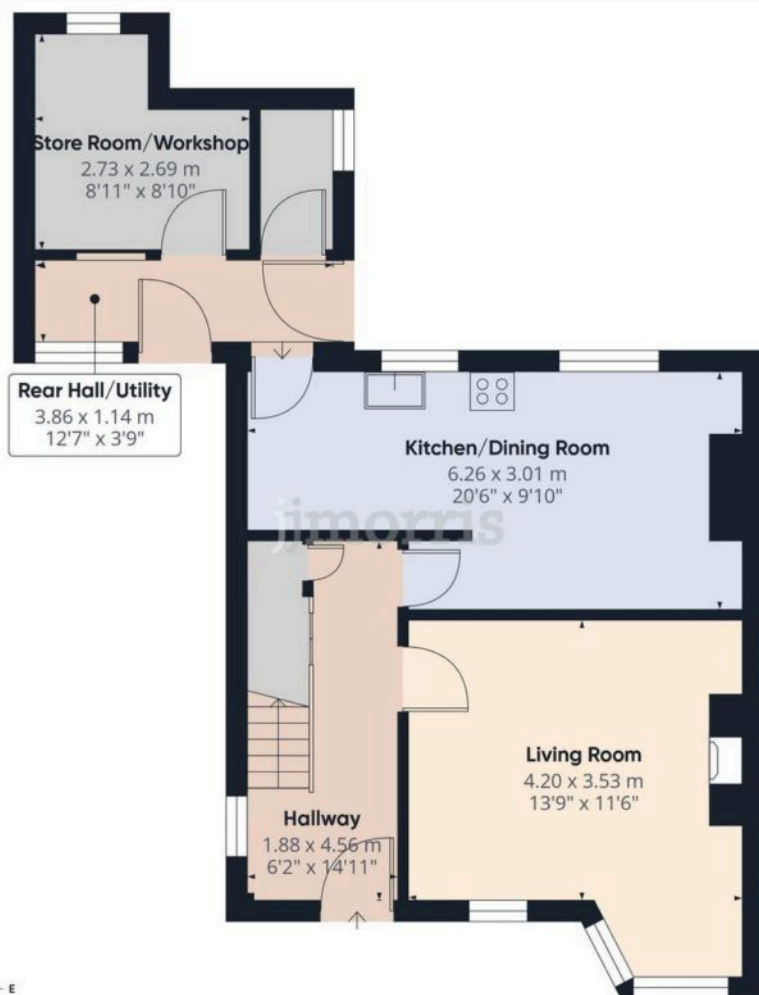 Store Room/Workshop
2.73 x 2.69 m
8'11" x 8'10"
Rear Hall/Utility
3.86 x 1.14 m
12'7" x 3'9"
Kitchen/Dining Room
6.26 x 3.01 m
20'6" x 9'10"
jjmorris
Living Room
4.20 x 3.53 m
13'9" x 11'6"
Hallway
1.88 x 4.56 m
6'2" x 14'11"
E